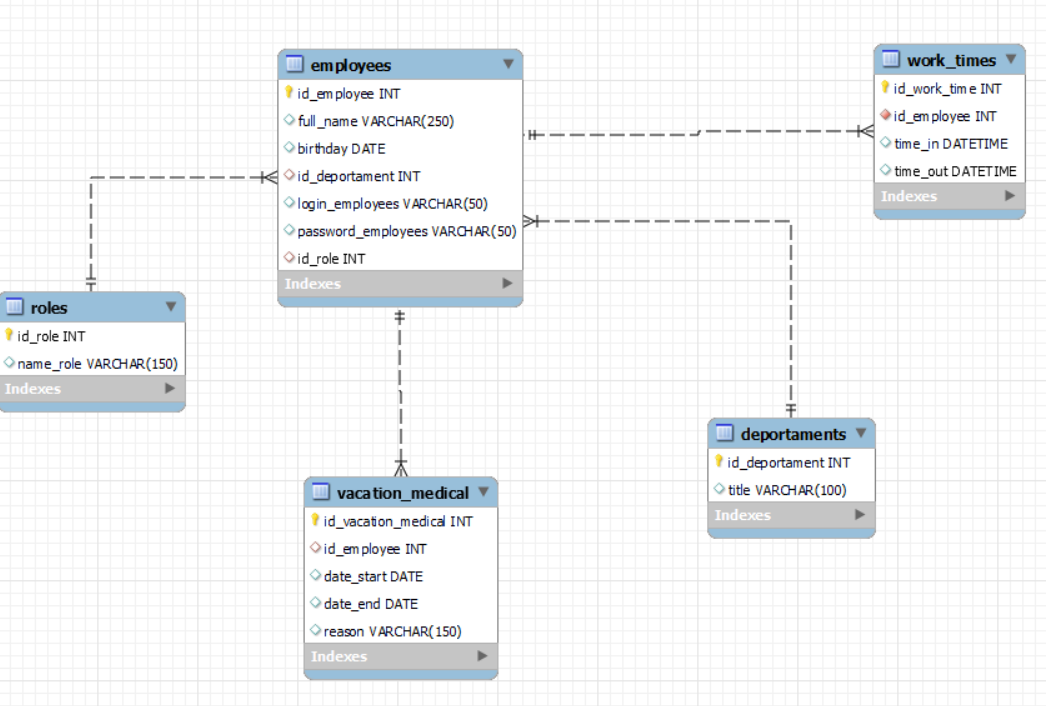 employees
id_employee INT
full_name VARCHAR(250)
birthday DATE
id_deportament INT
login_employees VARCHAR(50)
password_employees VARCHAR(50)
id_role INT
Indexes
work_times
id_work_time INT
id_employee INT
time_in DATETIME
time_out DATETIME
Indexes
roles
id_role INT
name_role VARCHAR(150)
Indexes
vacation_medical
id_vacation_medical INT
id_employee INT
date_start DATE
date_end DATE
reason VARCHAR(150)
Indexes
deportaments
id_deportament INT
title VARCHAR(100)
Indexes